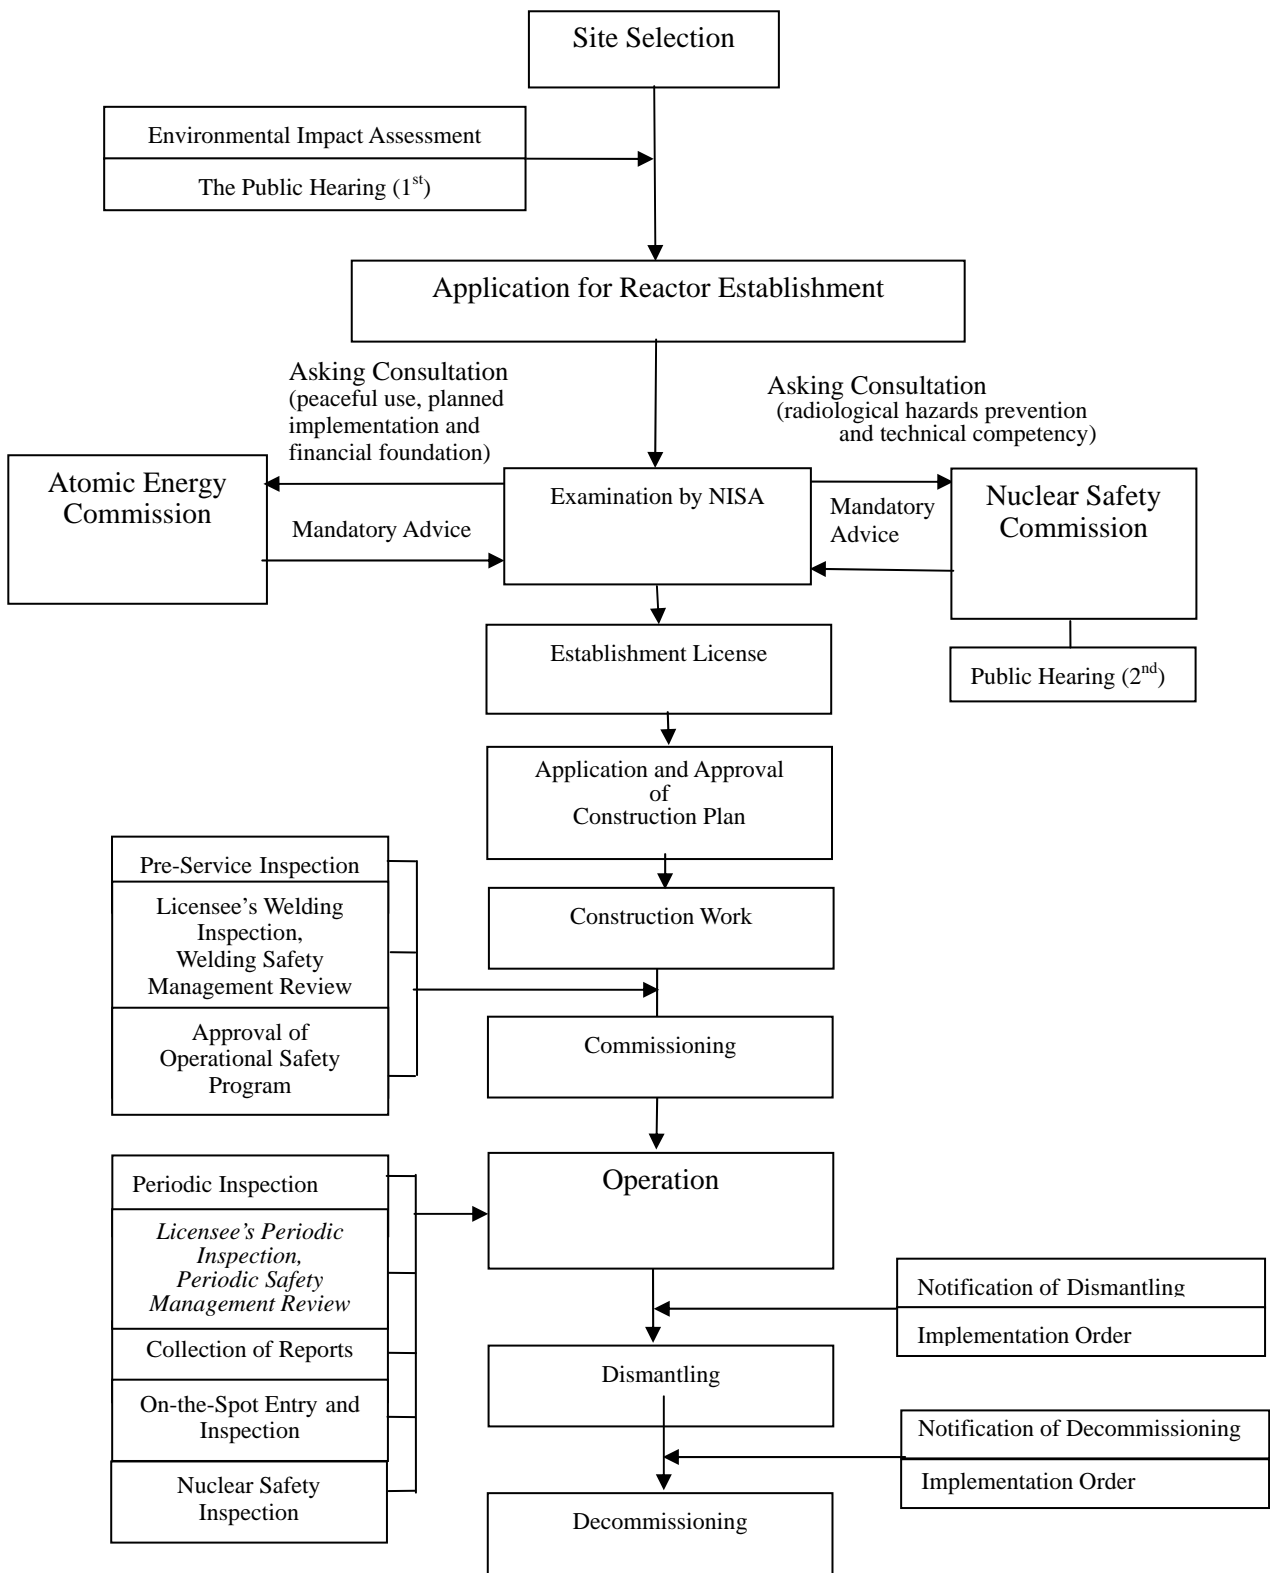 Site Selection
Environmental Impact Assessment
The Public Hearing (1st)
Application for Reactor Establishment
Asking Consultation
(peaceful use, planned
implementation and
financial foundation)
Asking Consultation
(radiological hazards prevention
and technical competency)
Atomic Energy
Commission
Mandatory Advice
Examination by NISA
Mandatory
Advice
Nuclear Safety
Commission
Public Hearing (2nd)
Establishment License
Application and Approval
of
Construction Plan
Pre-Service Inspection
Licensee's Welding
Inspection,
Welding Safety
Management Review
Approval of
Operational Safety
Program
Construction Work
Commissioning
Operation
Periodic Inspection
Licensee's Periodic
Inspection,
Periodic Safety
Management Review
Collection of Reports
On-the-Spot Entry and
Inspection
Nuclear Safety
Inspection
Notification of Dismantling
Implementation Order
Dismantling
Notification of Decommissioning
Implementation Order
Decommissioning